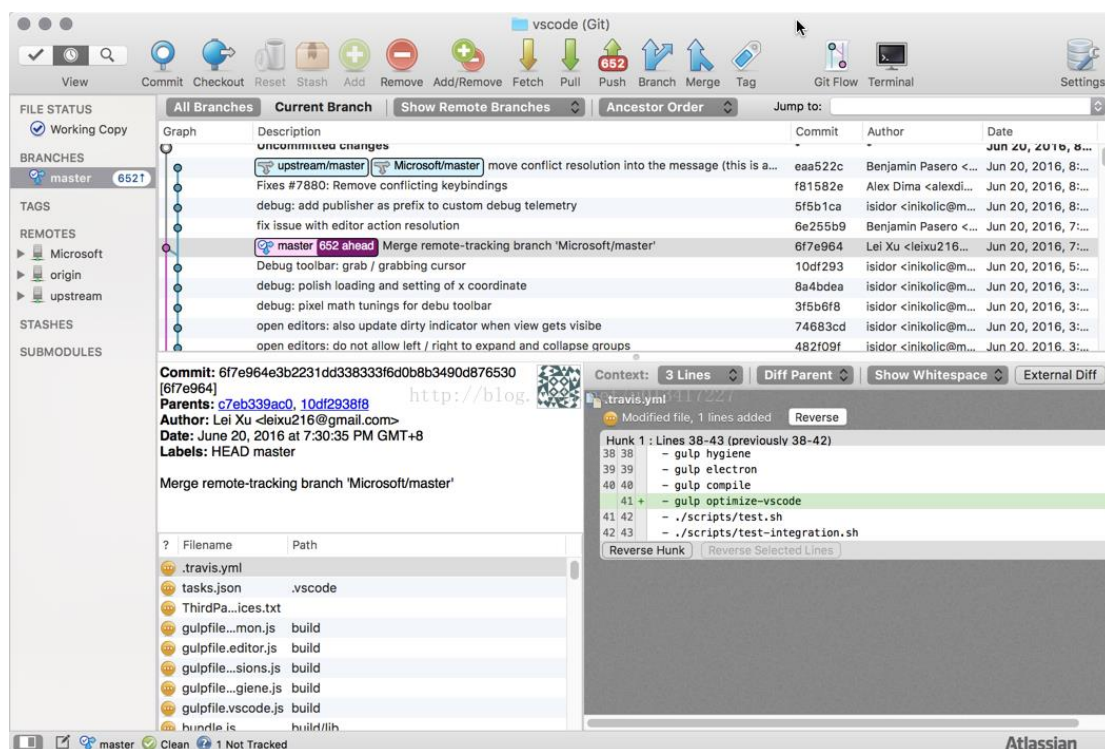 vscode (Git)
View Commit Checkout Reset Stash Add Remove Add/Remove Fetch Pull 652 Push Branch Merge Tag Git Flow Terminal Settings
All Branches Current Branch Show Remote Branches Ancestor Order Jump to:
Graph Description Commit Author Date
Uncommitted changes - - Jun 20, 2016, 8...
upstream/master Microsoft/master move conflict resolution into the message (this is a... eaa522c Benjamin Pasero <... Jun 20, 2016, 8:...
Fixes #7880: Remove conflicting keybindings f81582e Alex Dima <alexdi... Jun 20, 2016, 8:...
debug: add publisher as prefix to custom debug telemetry 5f5b1ca isidor <inikolic@m... Jun 20, 2016, 8:...
fix issue with editor action resolution 6e255b9 Benjamin Pasero <... Jun 20, 2016, 7:...
master 652 ahead Merge remote-tracking branch 'Microsoft/master' 6f7e964 Lei Xu <leixu216... Jun 20, 2016, 7:...
Debug toolbar: grab / grabbing cursor 10df293 isidor <inikolic@m... Jun 20, 2016, 5:...
debug: polish loading and setting of x coordinate 8a4bdea isidor <inikolic@m... Jun 20, 2016, 3:...
debug: pixel math tunings for debu toolbar 3f5b6f8 isidor <inikolic@m... Jun 20, 2016, 3:...
open editors: also update dirty indicator when view gets visibe 74683cd isidor <inikolic@m... Jun 20, 2016, 3:...
open editors: do not allow left / right to expand and collapse groups 482f09f isidor <inikolic@m... Jun 20, 2016, 3:...
FILE STATUS
Working Copy
BRANCHES
master 652↑
TAGS
REMOTES
Microsoft
origin
upstream
STASHES
SUBMODULES
Commit: 6f7e964e3b2231dd338333f6d0b8b3490d876530
[6f7e964]
Parents: c7eb339ac0, 10df2938f8
Author: Lei Xu <leixu216@gmail.com>
Date: June 20, 2016 at 7:30:35 PM GMT+8
Labels: HEAD master
Merge remote-tracking branch 'Microsoft/master'
? Filename Path
.travis.yml
tasks.json .vscode
ThirdPa...ices.txt
gulpfile...mon.js build
gulpfile.editor.js build
gulpfile...sions.js build
gulpfile...giene.js build
gulpfile.vscode.js build
bundle.js build/lib
Context: 3 Lines Diff Parent Show Whitespace External Diff
http://blog.
.travis.yml
Modified file, 1 lines added Reverse
Hunk 1 : Lines 38-43 (previously 38-42)
38 38 - gulp hygiene
39 39 - gulp electron
40 40 - gulp compile
41 + - gulp optimize-vscode
41 42 - ./scripts/test.sh
42 43 - ./scripts/test-integration.sh
Reverse Hunk Reverse Selected Lines
master Clean 1 Not Tracked Atlassian